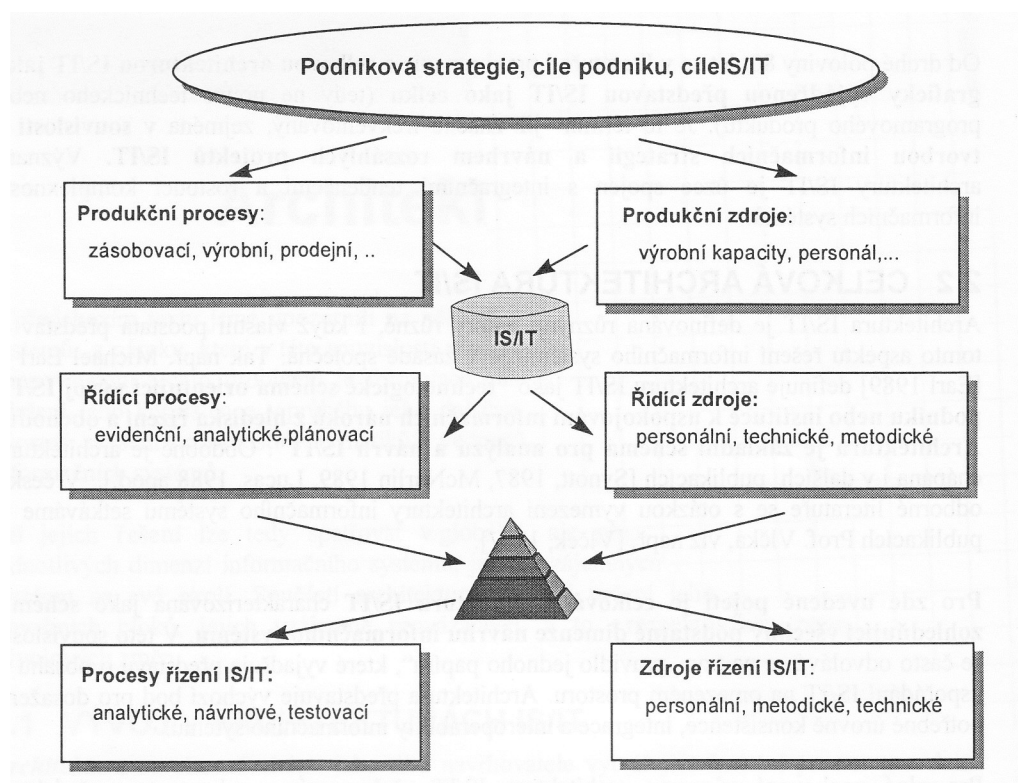 Podniková strategie, cíle podniku, cíleIS/IT
Produkční procesy:
zásobovací, výrobní, prodejní, ..
Produkční zdroje:
výrobní kapacity, personál,...
IS/IT
Řídící procesy:
evidenční, analytické,plánovací
Řídící zdroje:
personální, technické, metodické
Procesy řízení IS/IT:
analytické, návrhové, testovací
Zdroje řízení IS/IT:
personální, metodické, technické